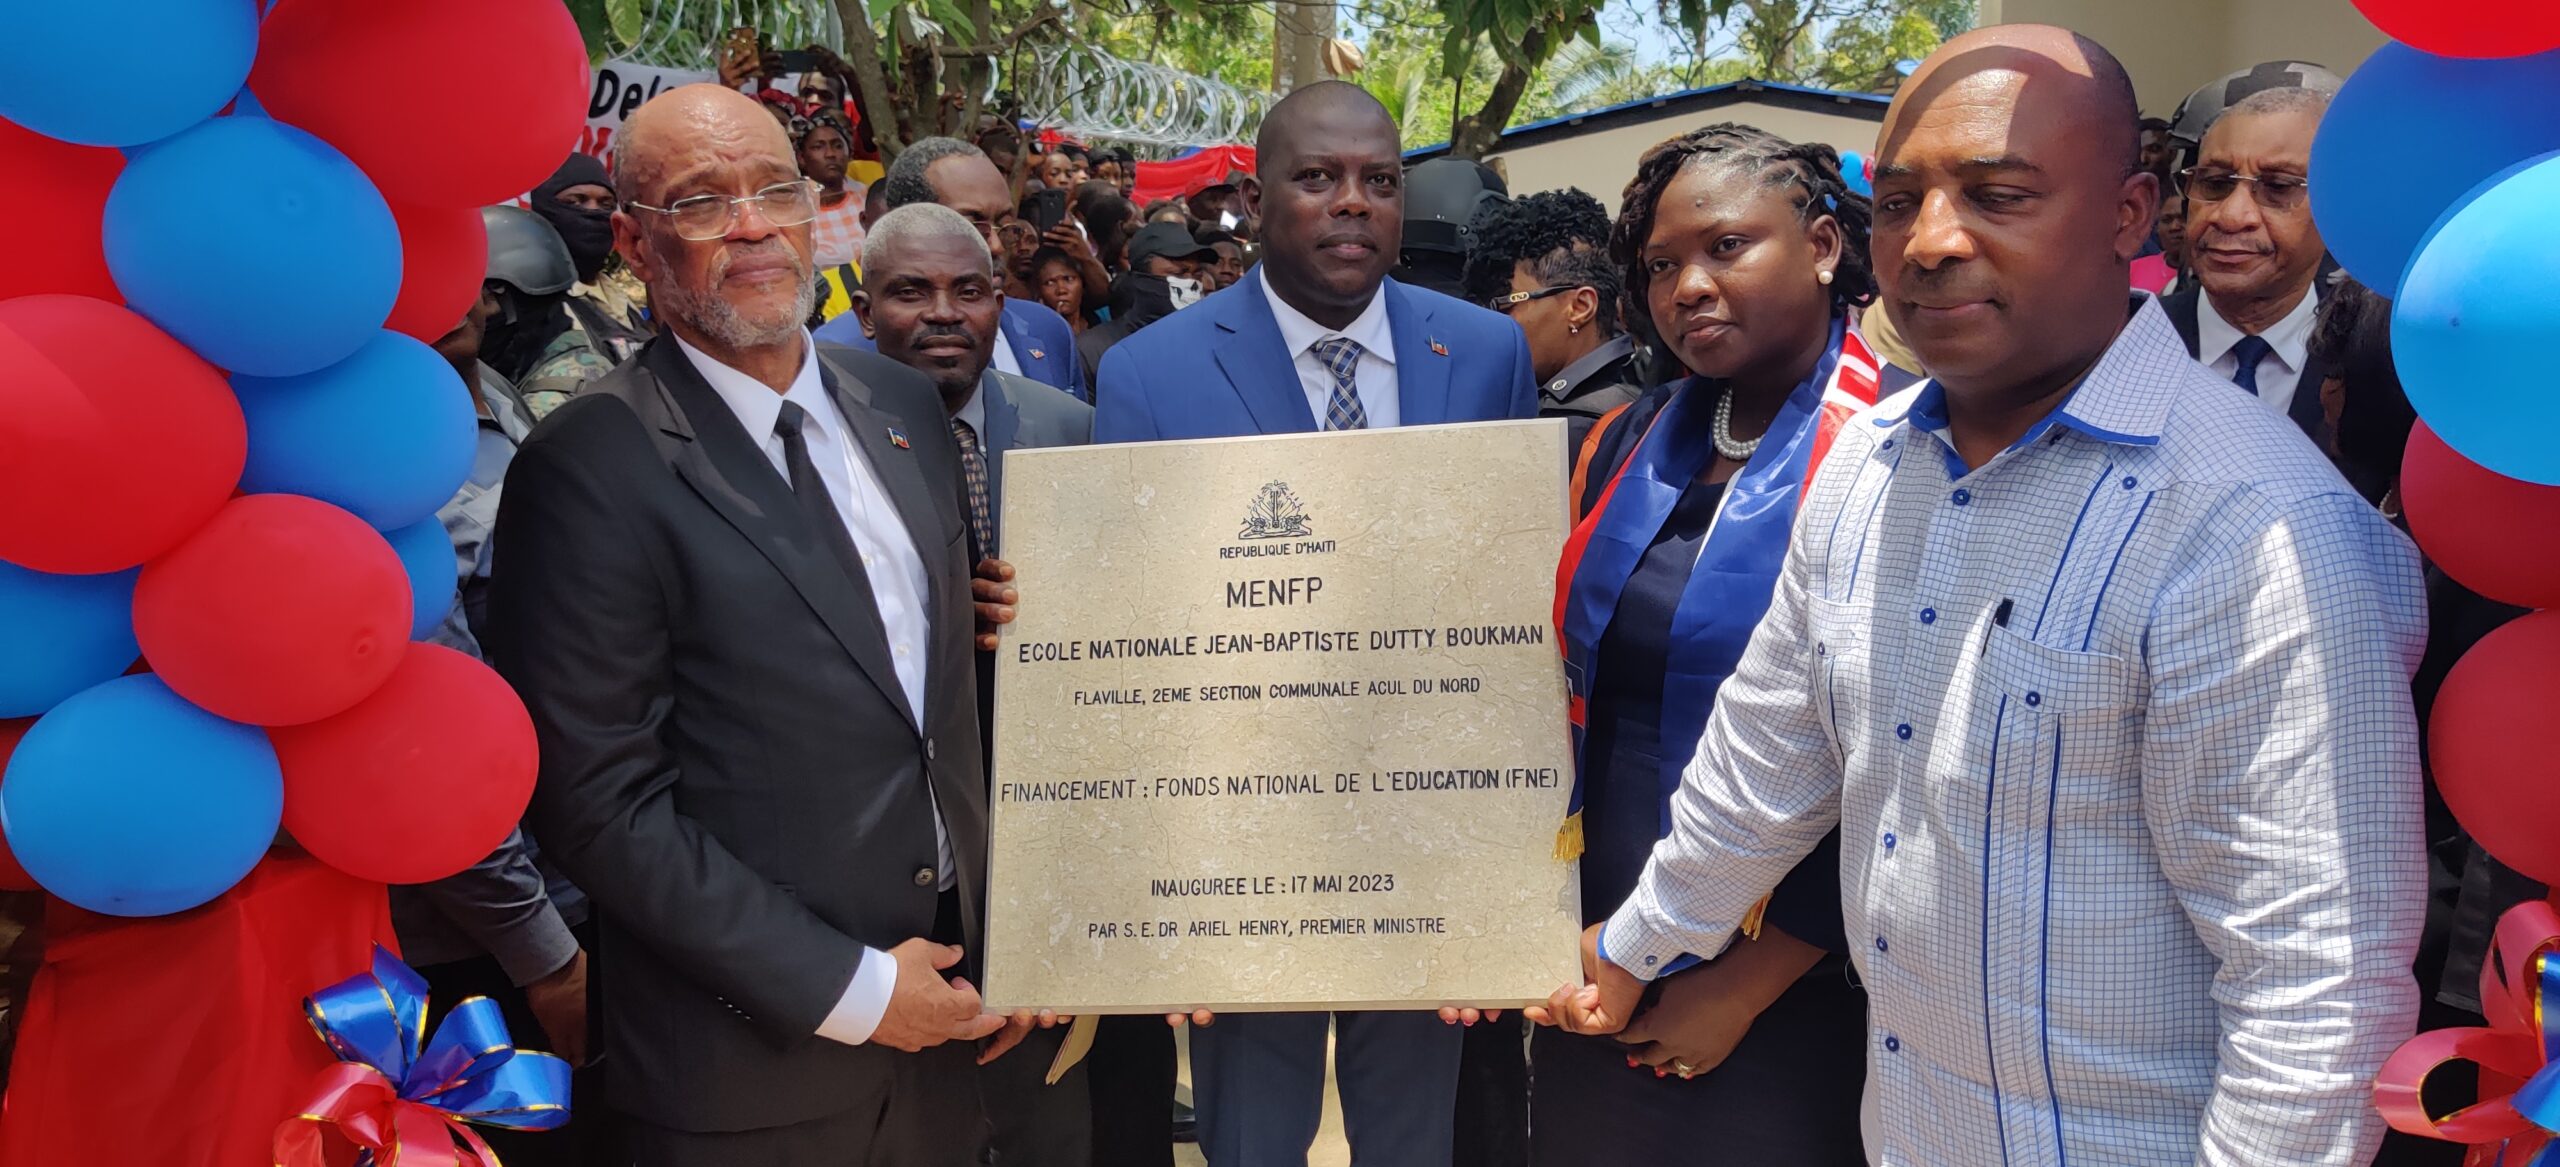 Del
REPUBLIQUE D'HAITI
MENFP
ECOLE NATIONALE JEAN-BAPTISTE DUTTY BOUKMAN
FLAVILLE, 2EME SECTION COMMUNALE ACUL DU NORD
FINANCEMENT : FONDS NATIONAL DE L'EDUCATION (FNE)
INAUGUREE LE : 17 MAI 2023
PAR S.E. DR ARIEL HENRY, PREMIER MINISTRE